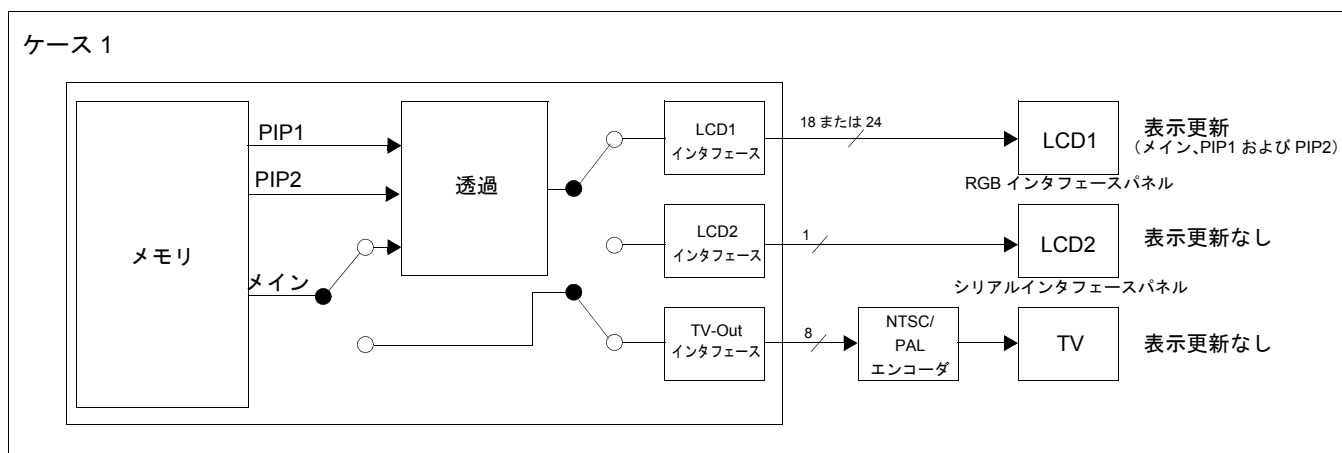 ケース 1
メモリ
PIP1
PIP2
メイン
透過
LCD1
インタフェース
18 または 24
LCD1
RGB インタフェースパネル
表示更新
（メイン、PIP1 および PIP2）
LCD2
インタフェース
1
LCD2
シリアルインタフェースパネル
表示更新なし
TV-Out
インタフェース
8
NTSC/
PAL
エンコーダ
TV
表示更新なし